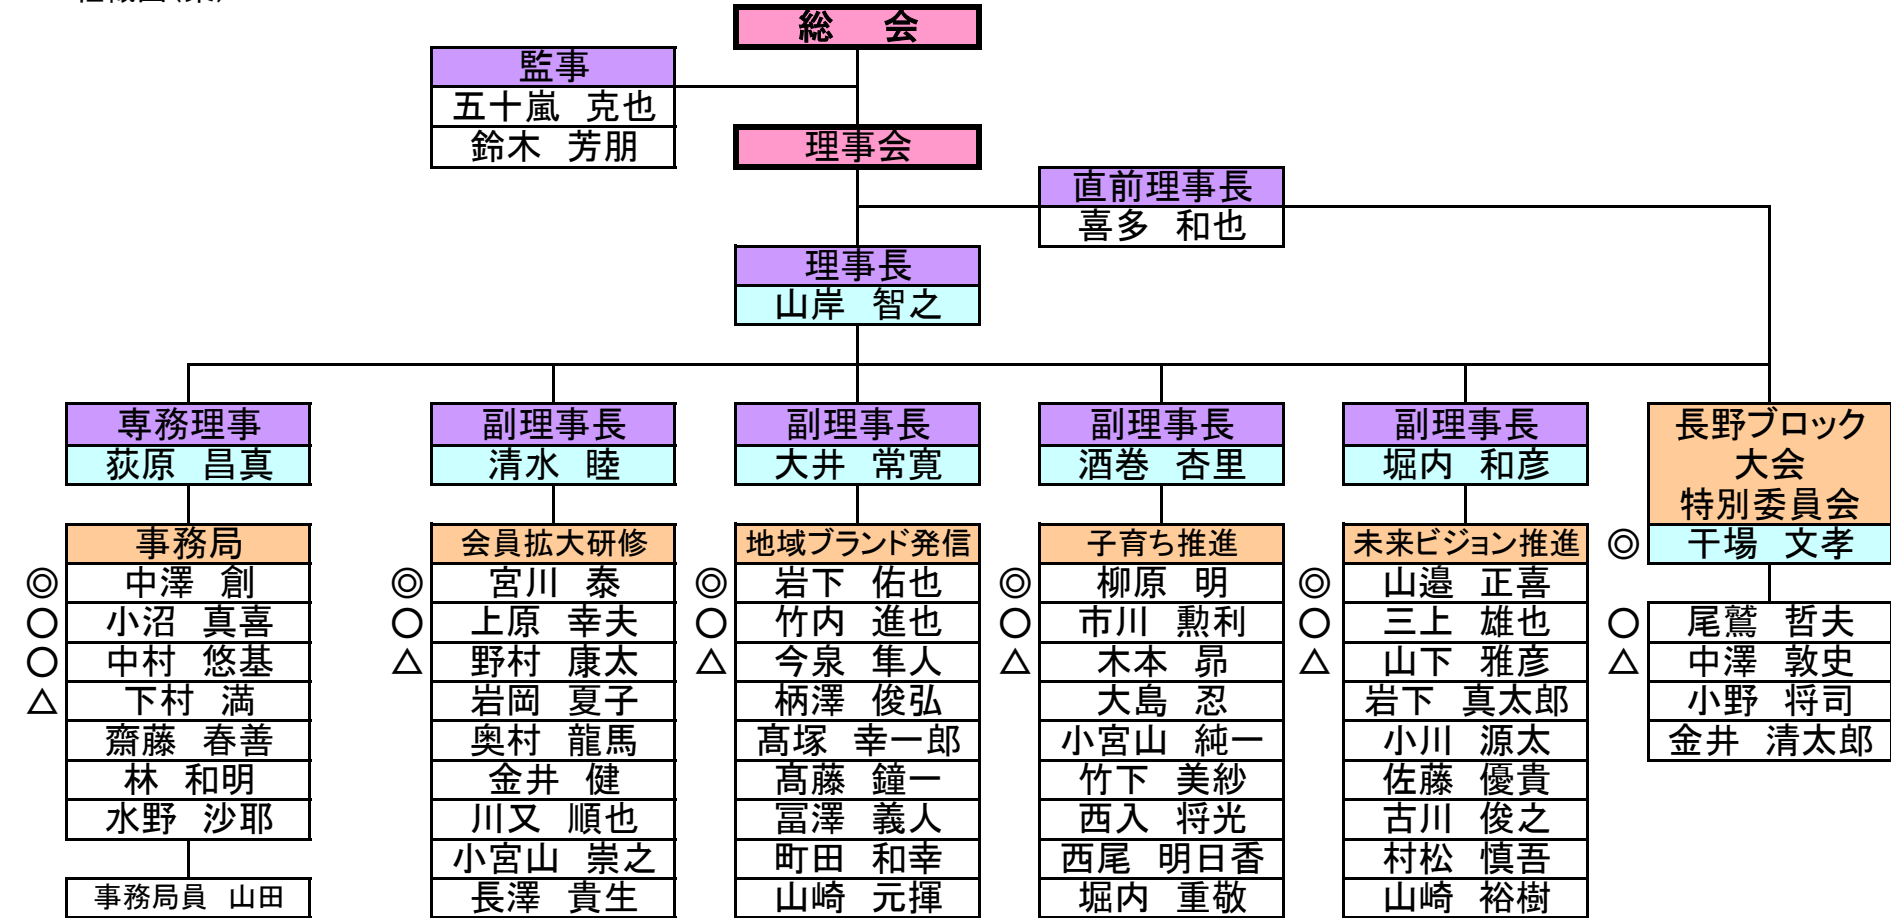 総　会
監事
五十嵐　克也
鈴木　芳朋
理事会
直前理事長
喜多　和也
理事長
山岸　智之
専務理事
荻原　昌真
事務局
◎ 中澤　創
○ 小沼　真喜
○ 中村　悠基
△ 下村　満
齋藤　春善
林　和明
水野　沙耶
事務局員　山田
副理事長
清水　睦
会員拡大研修
◎ 宮川　泰
○ 上原　幸夫
△ 野村　康太
岩岡　夏子
奥村　龍馬
金井　健
川又　順也
小宮山　崇之
長澤　貴生
副理事長
大井　常寛
地域ブランド発信
◎ 岩下　佑也
○ 竹内　進也
△ 今泉　隼人
柄澤　俊弘
髙塚　幸一郎
髙藤　鐘一
冨澤　義人
町田　和幸
山崎　元揮
副理事長
酒巻　杏里
子育ち推進
◎ 柳原　明
○ 市川　勲利
△ 木本　昴
大島　忍
小宮山　純一
竹下　美紗
西入　将光
西尾　明日香
堀内　重敬
副理事長
堀内　和彦
未来ビジョン推進
◎ 山邉　正喜
○ 三上　雄也
△ 山下　雅彦
岩下　真太郎
小川　源太
佐藤　優貴
古川　俊之
村松　慎吾
山崎　裕樹
長野ブロック
大会
特別委員会
◎ 干場　文孝
○ 尾鷲　哲夫
△ 中澤　敦史
小野　将司
金井　清太郎